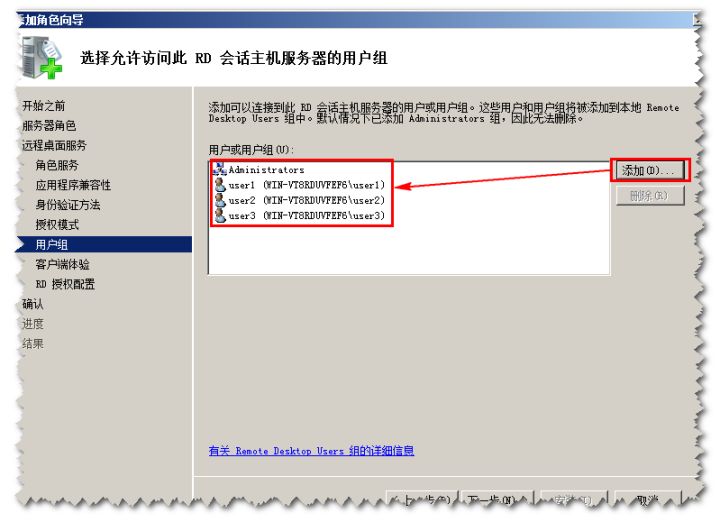 添加角色向导
选择允许访问此 RD 会话主机服务器的用户组
开始之前
服务器角色
远程桌面服务
角色服务
应用程序兼容性
身份验证方法
授权模式
用户组
客户端体验
RD 授权配置
确认
进度
结果
添加可以连接到此 RD 会话主机服务器的用户或用户组。这些用户和用户组将被添加到本地 Remote
Desktop Users 组中。默认情况下已添加 Administrators 组，因此无法删除。
用户或用户组(U):
Administrators
user1 (WIN-VT8RDUVFEF6\user1)
user2 (WIN-VT8RDUVFEF6\user2)
user3 (WIN-VT8RDUVFEF6\user3)
添加(D)...
删除(R)
有关 Remote Desktop Users 组的详细信息
< 上一步(P)
下一步(N) >
安装(I)
取消